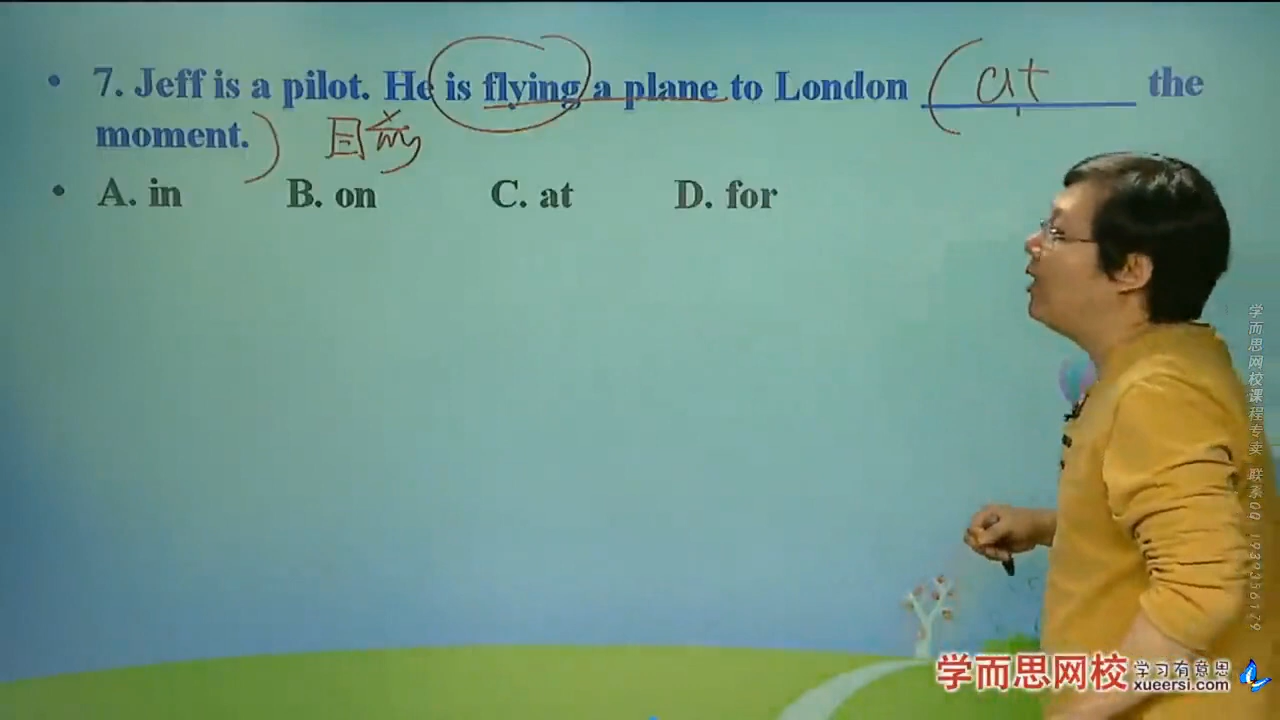 • 7. Jeff is a pilot. He is flying a plane to London ( at the
moment. ) 目前
• A. in B. on C. at D. for
学而思网校课程专卖 联系QQ 1939356179
学而思网校 学习有意思
xueersi.com